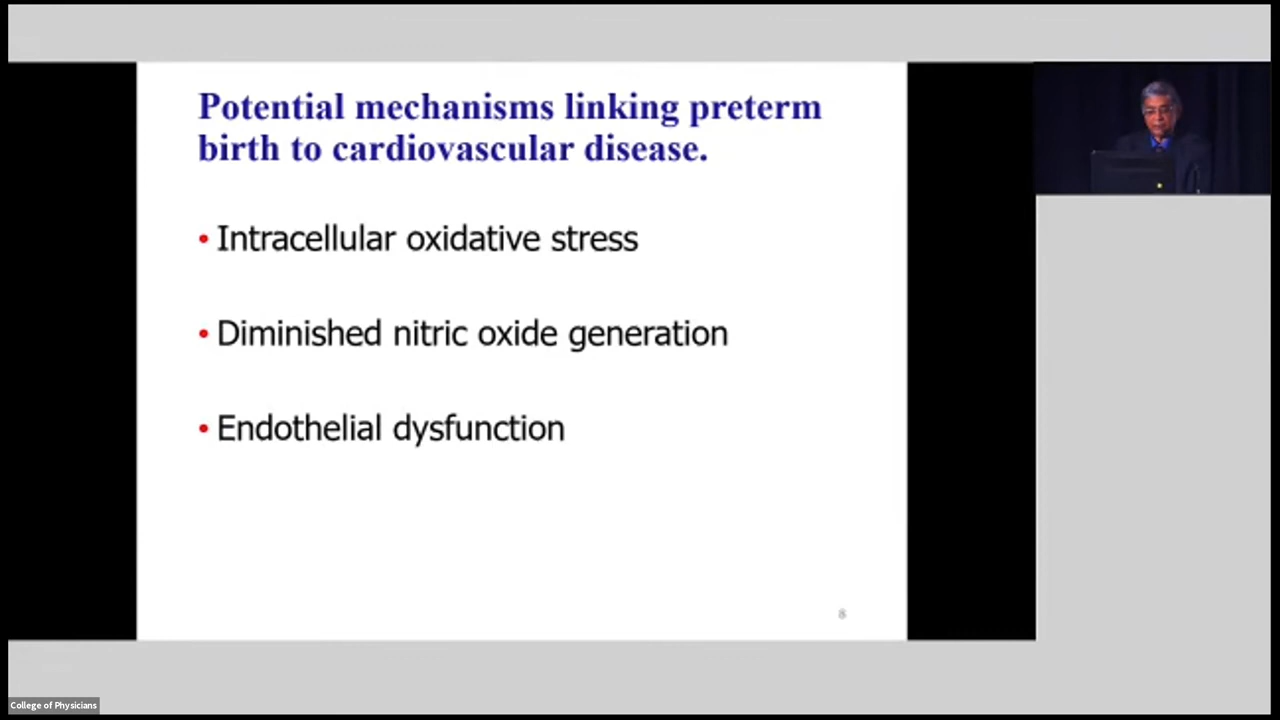 Potential mechanisms linking preterm
birth to cardiovascular disease.
• Intracellular oxidative stress
• Diminished nitric oxide generation
• Endothelial dysfunction
8
College of Physicians